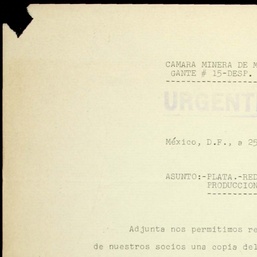 CAMARA MINERA DE M
GANTE # 15-DESP.
URGENT
México, D.F., a 25
ASUNTO:-PLATA.-RED
PRODUCCION
Adjunta nos permitimos re
de nuestros socios una copia del